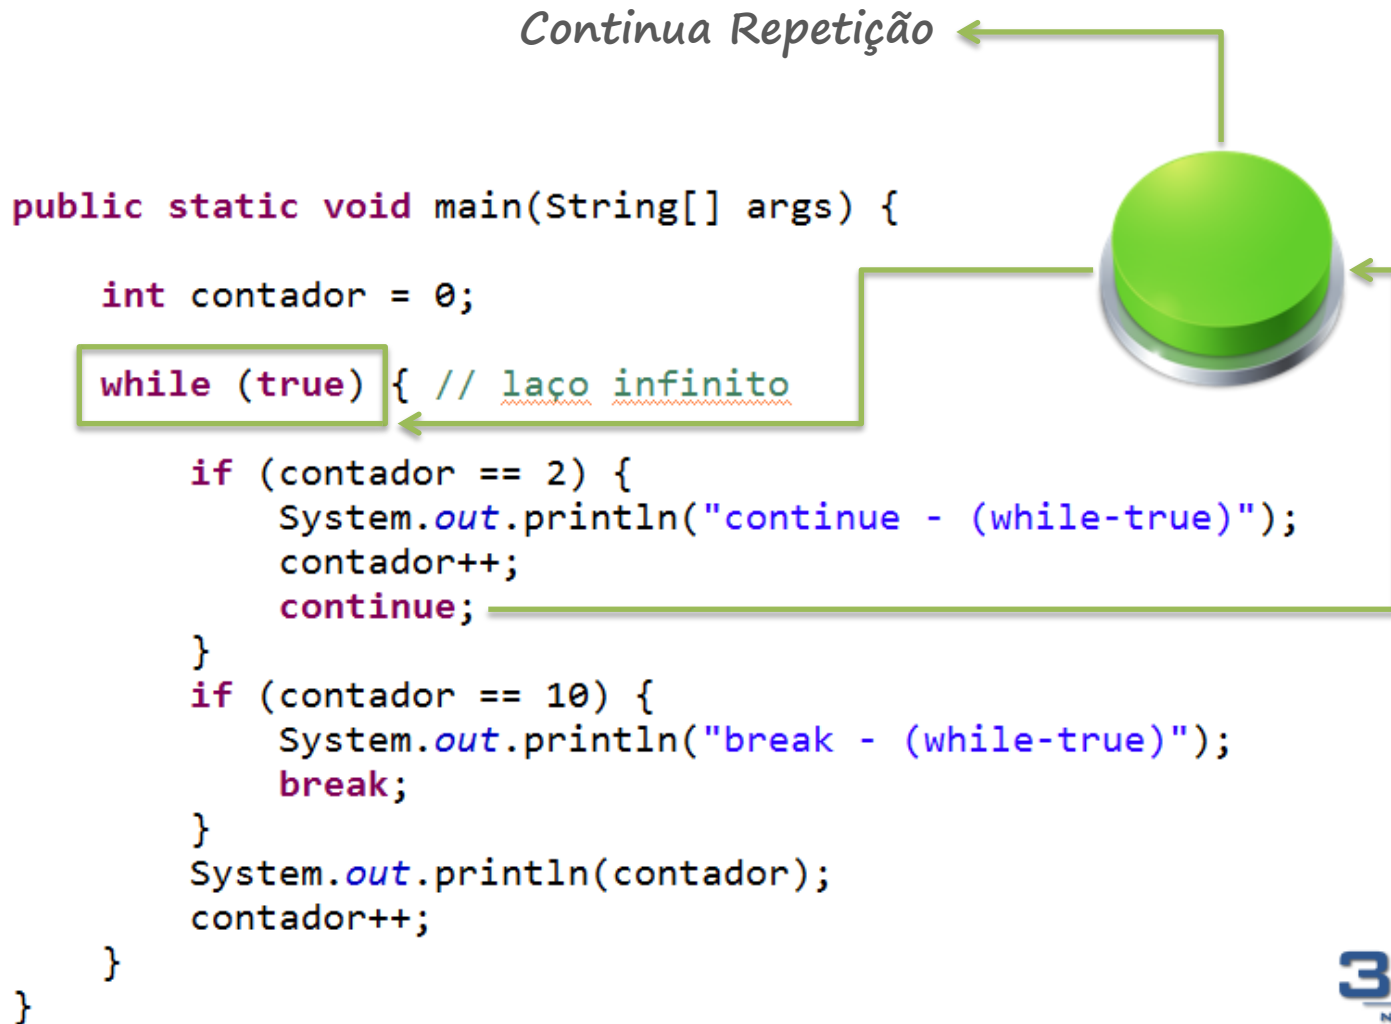 Continua Repetição
public static void main(String[] args) {
int contador = 0;
while (true) { // laço infinito
if (contador == 2) {
System.out.println("continue - (while-true)");
contador++;
continue;
}
if (contador == 10) {
System.out.println("break - (while-true)");
break;
}
System.out.println(contador);
contador++;
}
}
3